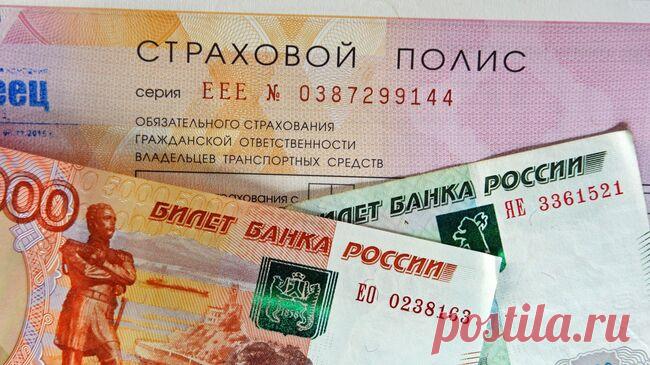 СТРАХОВОЙ ПОЛИС
серия ЕЕЕ № 0387299144
ОБЯЗАТЕЛЬНОГО СТРАХОВАНИЯ
ГРАЖДАНСКОЙ ОТВЕТСТВЕННОСТИ
ВЛАДЕЛЬЦЕВ ТРАНСПОРТНЫХ СРЕДСТВ
БИЛЕТ БАНКА РОССИИ
ЯЕ 3361521
БИЛЕТ БАНКА РОССИИ
ЕО 0238163
postila.ru